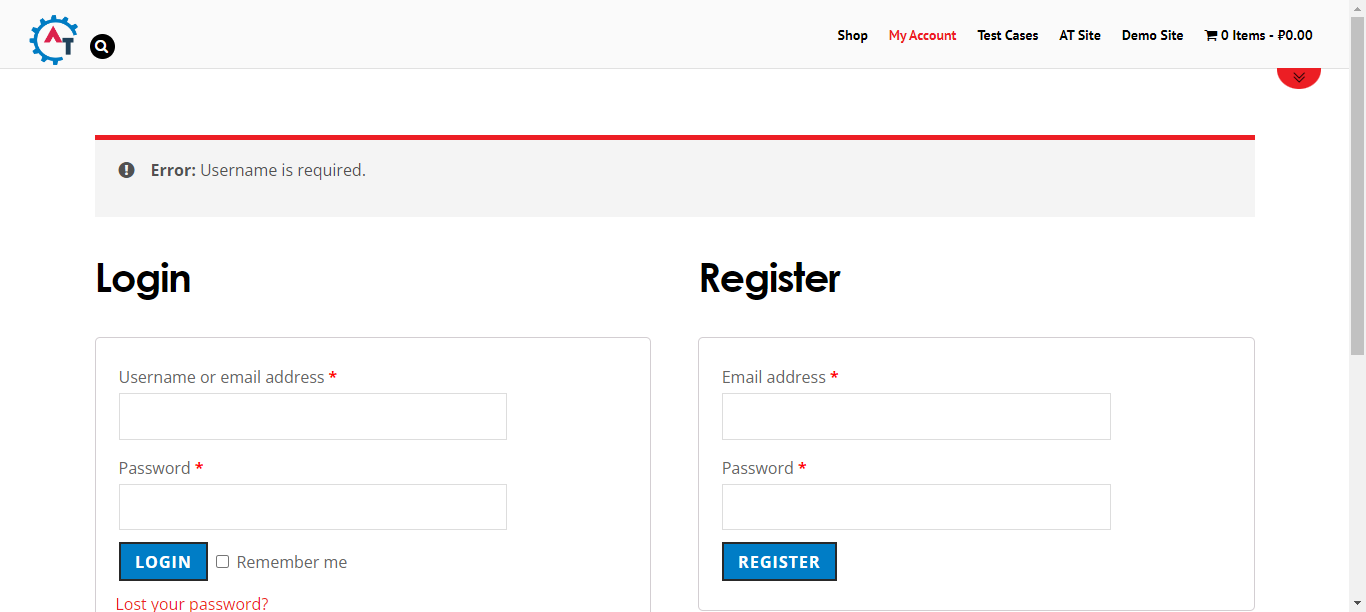 AT
Shop My Account Test Cases AT Site Demo Site 0 Items - ₽0.00
Error: Username is required.
Login
Username or email address *
Password *
LOGIN Remember me
Lost your password?
Register
Email address *
Password *
REGISTER